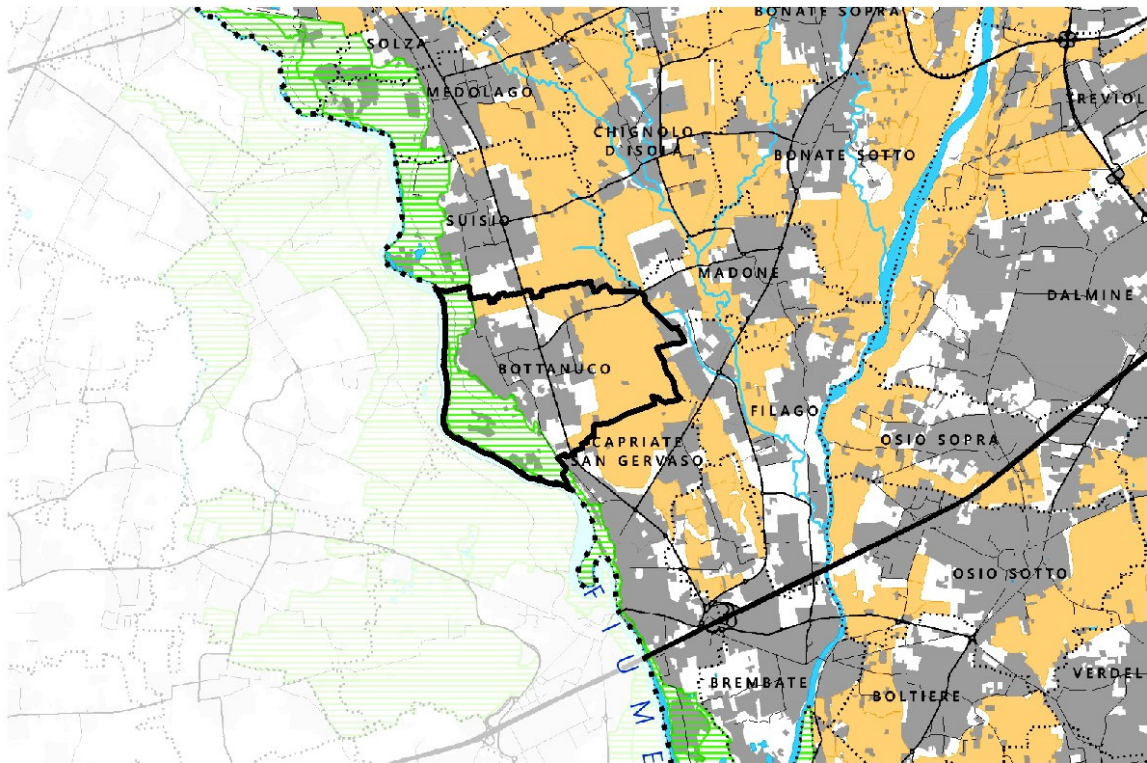 BONATE SOPRA
SOLZA
MEDOLAGO
REVIOL
CHIGNOLO
D'ISOLA
BONATE SOTTO
SUISIO
MADONE
DALMINE
BOTTANUCO
FILAGO
CAPRIATE
SAN GERVASO...
OSIO SOPRA
OSIO SOTTO
FIUME
BREMBATE
BOLTIERE
VERDEL